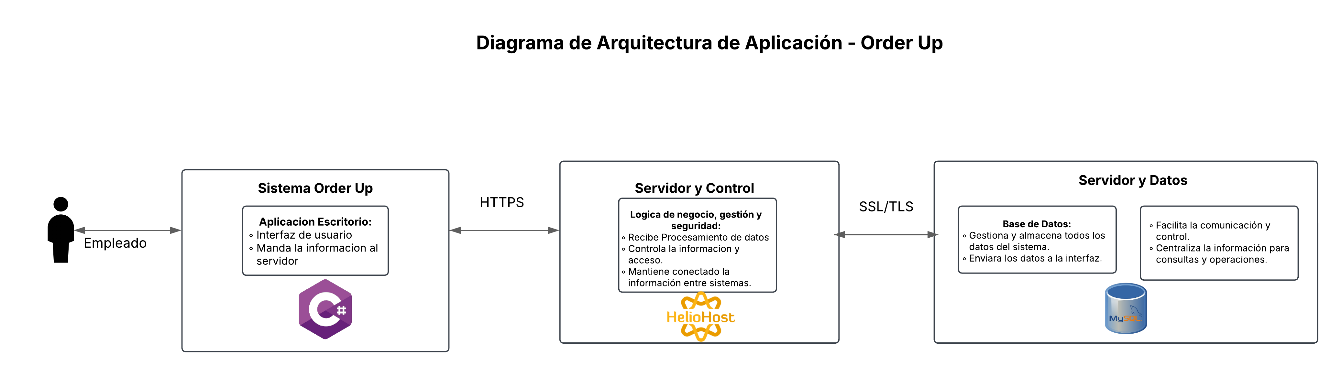 Diagrama de Arquitectura de Aplicación - Order Up
Empleado
Sistema Order Up
Aplicacion Escritorio:
Interfaz de usuario
Manda la informacion al
servidor
C#
HTTPS
Servidor y Control
Logica de negocio, gestión y
seguridad:
Recibe Procesamiento de datos
Controla la informacion y
acceso.
Mantiene conectado la
información entre sistemas.
HelioHost
SSL/TLS
Servidor y Datos
Base de Datos:
Gestiona y almacena todos los
datos del sistema.
Enviara los datos a la interfaz.
Facilita la comunicación y
control.
Centraliza la información para
consultas y operaciones.
MySQL